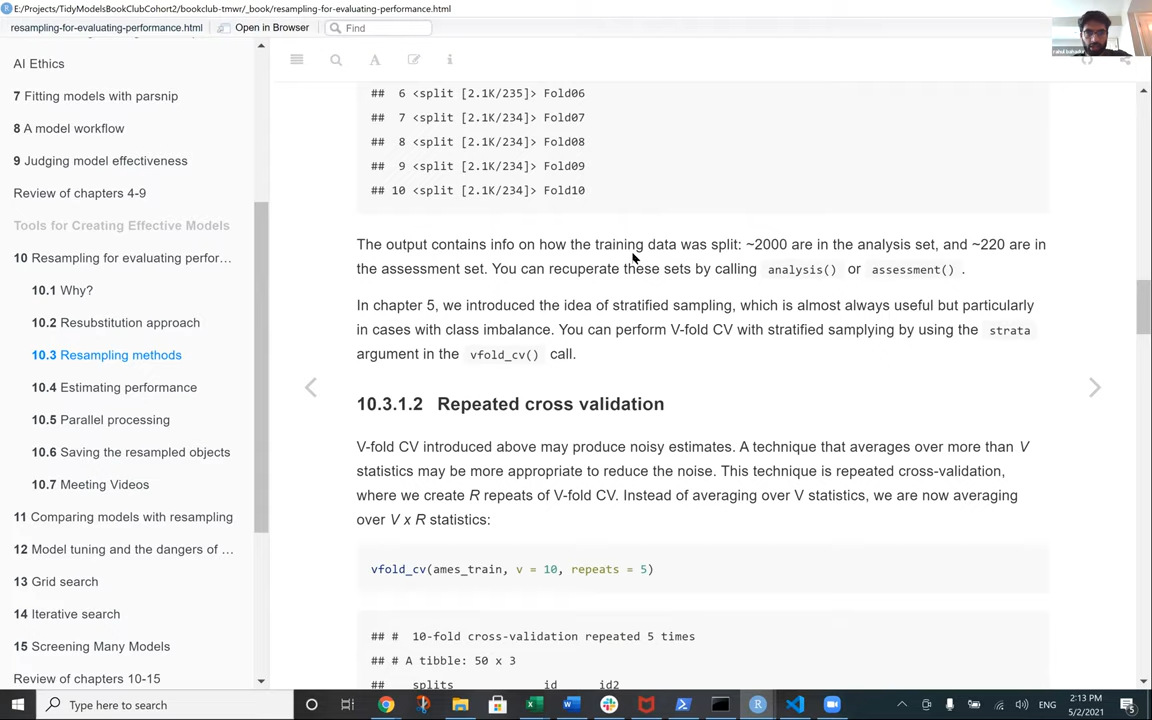 E:/Projects/TidyModelsBookClubCohort2/bookclub-tmwr/_book/resampling-for-evaluating-performance.html
resampling-for-evaluating-performance.html
Open in Browser
Find
AI Ethics
7 Fitting models with parsnip
8 A model workflow
9 Judging model effectiveness
Review of chapters 4-9
Tools for Creating Effective Models
10 Resampling for evaluating perfor...
10.1 Why?
10.2 Resubstitution approach
10.3 Resampling methods
10.4 Estimating performance
10.5 Parallel processing
10.6 Saving the resampled objects
10.7 Meeting Videos
11 Comparing models with resampling
12 Model tuning and the dangers of ...
13 Grid search
14 Iterative search
15 Screening Many Models
Review of chapters 10-15
## 6 <split [2.1K/235]> Fold06
## 7 <split [2.1K/234]> Fold07
## 8 <split [2.1K/234]> Fold08
## 9 <split [2.1K/234]> Fold09
## 10 <split [2.1K/234]> Fold10
The output contains info on how the training data was split: ~2000 are in the analysis set, and ~220 are in
the assessment set. You can recuperate these sets by calling analysis() or assessment() .
In chapter 5, we introduced the idea of stratified sampling, which is almost always useful but particularly
in cases with class imbalance. You can perform V-fold CV with stratified samplying by using the strata
argument in the vfold_cv() call.
10.3.1.2 Repeated cross validation
V-fold CV introduced above may produce noisy estimates. A technique that averages over more than V
statistics may be more appropriate to reduce the noise. This technique is repeated cross-validation,
where we create R repeats of V-fold CV. Instead of averaging over V statistics, we are now averaging
over V x R statistics:
vfold_cv(ames_train, v = 10, repeats = 5)
## # 10-fold cross-validation repeated 5 times
## # A tibble: 50 x 3
## splits id id2
Type here to search
ENG
2:13 PM
5/2/2021
5